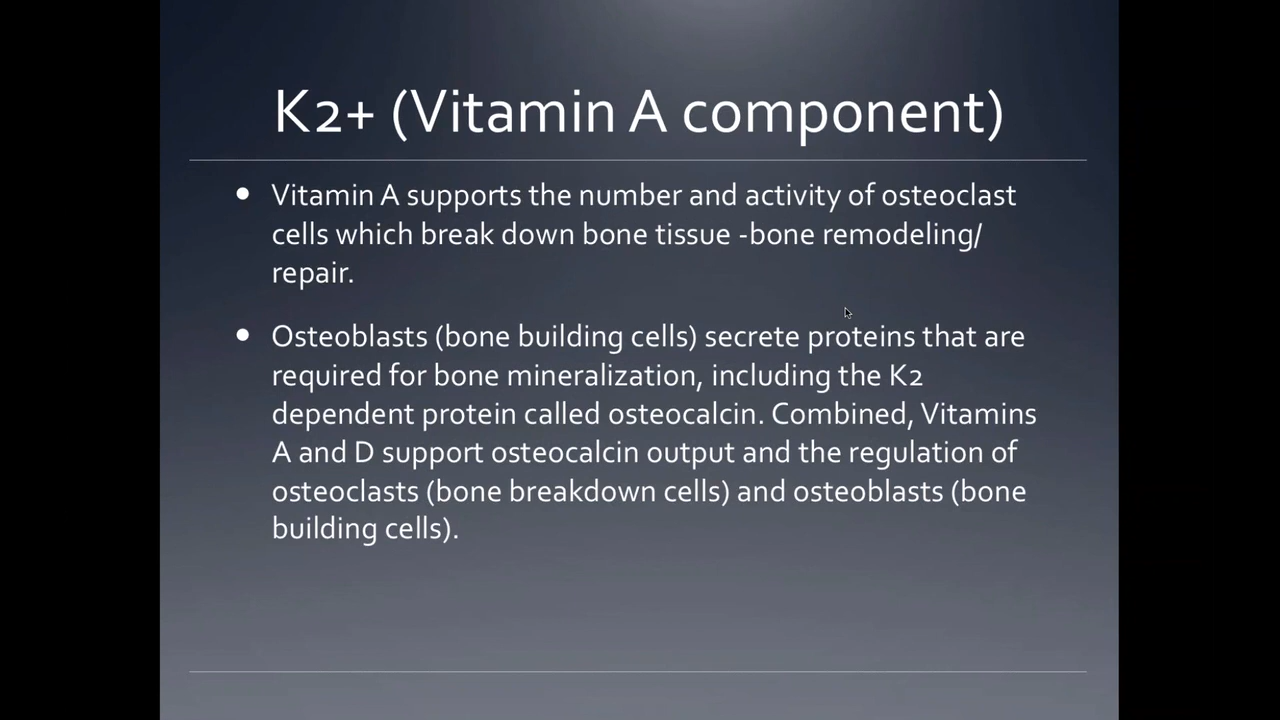 K2+ (Vitamin A component)
• Vitamin A supports the number and activity of osteoclast
cells which break down bone tissue -bone remodeling/
repair.
• Osteoblasts (bone building cells) secrete proteins that are
required for bone mineralization, including the K2
dependent protein called osteocalcin. Combined, Vitamins
A and D support osteocalcin output and the regulation of
osteoclasts (bone breakdown cells) and osteoblasts (bone
building cells).